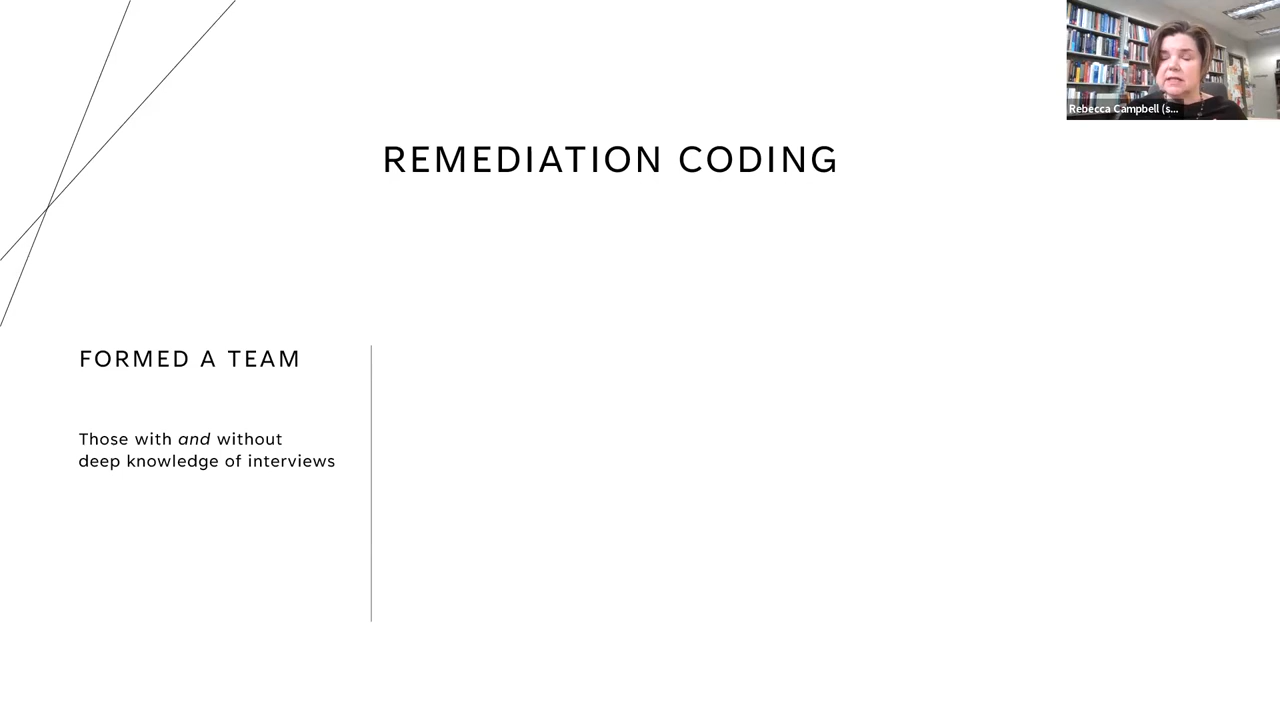 Rebecca Campbell (s...
REMEDIATION CODING
FORMED A TEAM
Those with and without
deep knowledge of interviews